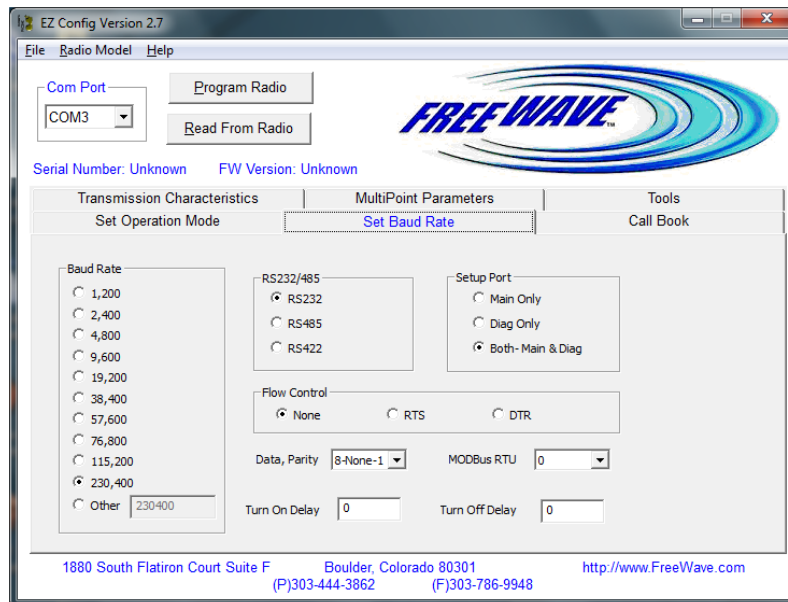 EZ Config Version 2.7
File Radio Model Help
Com Port
COM3
Program Radio
Read From Radio
FREEWAVE™
Serial Number: Unknown FW Version: Unknown
Transmission Characteristics MultiPoint Parameters Tools
Set Operation Mode Set Baud Rate Call Book
Baud Rate
1,200
2,400
4,800
9,600
19,200
38,400
57,600
76,800
115,200
230,400
Other 230400
RS232/485
RS232
RS485
RS422
Setup Port
Main Only
Diag Only
Both- Main & Diag
Flow Control
None RTS DTR
Data, Parity 8-None-1 MODBus RTU 0
Turn On Delay 0 Turn Off Delay 0
1880 South Flatiron Court Suite F Boulder, Colorado 80301 http://www.FreeWave.com
(P)303-444-3862 (F)303-786-9948